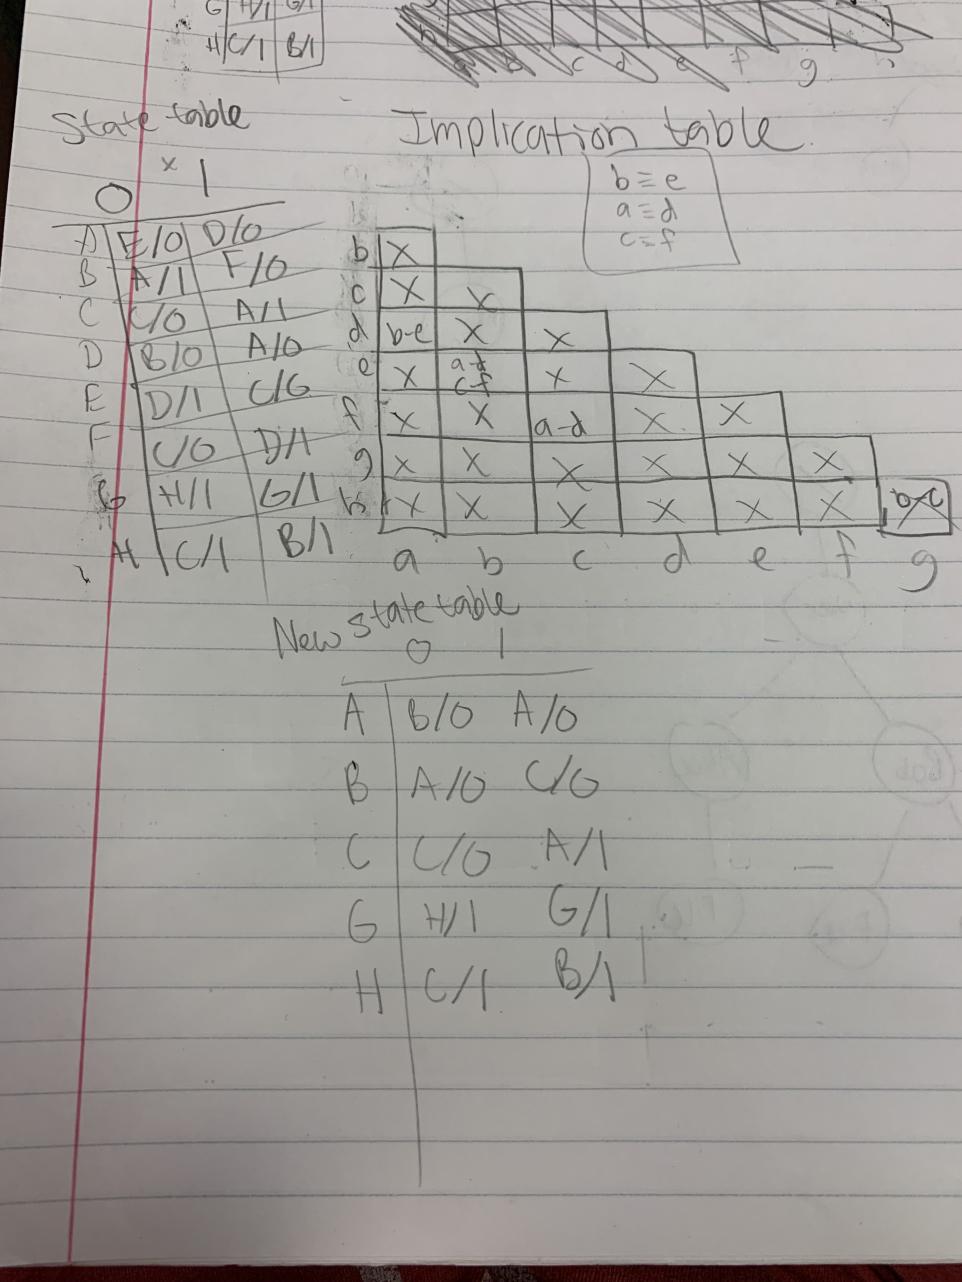 G H/1 G/1
H C/1 B/1
a b c d e f g
State table
Implication table
x
0 1
b ≡ e
a ≡ d
c = f
A E/0 D/0
B A/1 F/0
C C/0 A/1
D B/0 A/0
E D/1 C/G
F C/0 D/1
G H/1 G/1
H C/1 B/1
b X
c X X
d b-e X X
e X a-d c-f X X
f X X a-d X X
g X X X X X X
h X X X X X X
a b c d e f g
New state table
0 1
A B/0 A/0
B A/0 C/0
C C/0 A/1
G H/1 G/1
H C/1 B/1